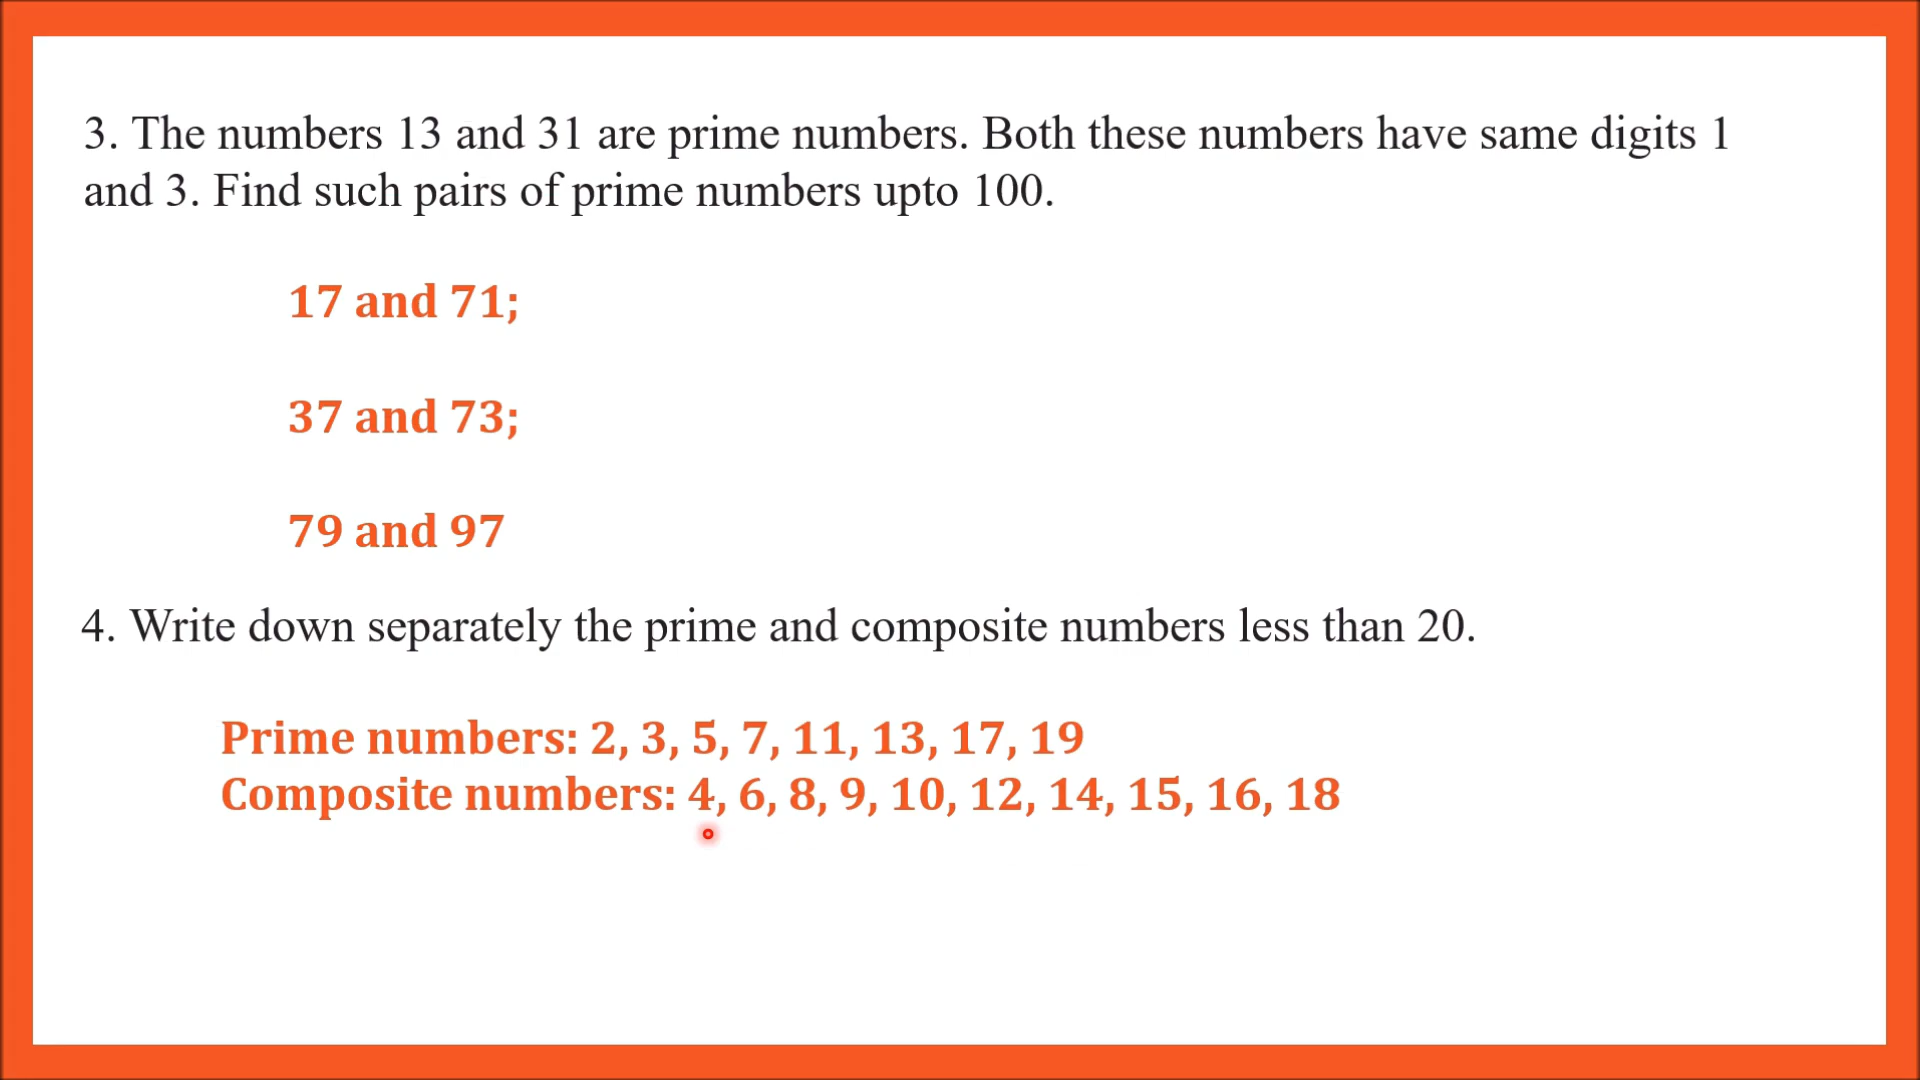 3. The numbers 13 and 31 are prime numbers. Both these numbers have same digits 1
and 3. Find such pairs of prime numbers upto 100.
17 and 71;
37 and 73;
79 and 97
4. Write down separately the prime and composite numbers less than 20.
Prime numbers: 2, 3, 5, 7, 11, 13, 17, 19
Composite numbers: 4, 6, 8, 9, 10, 12, 14, 15, 16, 18